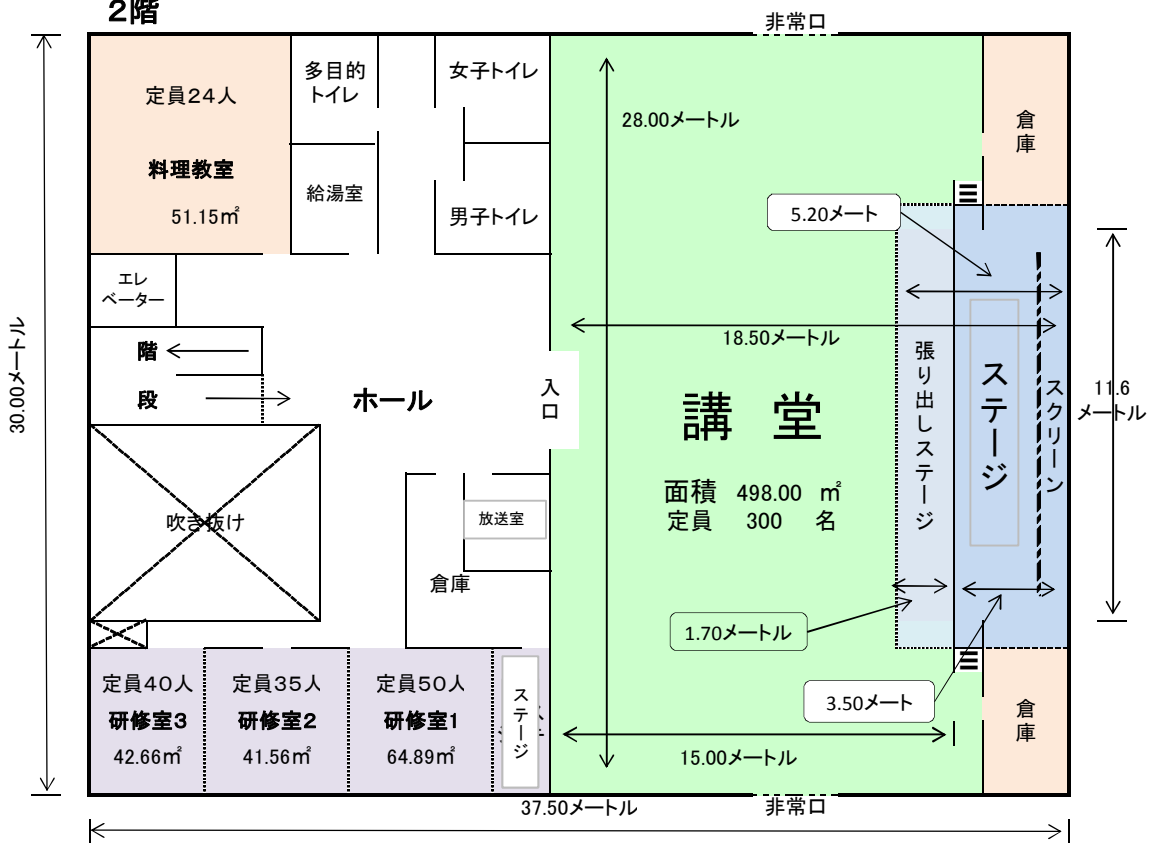 2階
非常口
定員24人
料理教室
51.15㎡
多目的
トイレ
給湯室
女子トイレ
男子トイレ
28.00メートル
倉
庫
5.20メート
エレ
ベーター
30.00メートル
階
段
ホール
入
口
18.50メートル
講 堂
面積 498.00 ㎡
定員 300 名
張り出しステージ
ステージ
スクリーン
11.6
メートル
吹き抜け
放送室
倉庫
1.70メートル
3.50メート
定員40人
研修室3
42.66㎡
定員35人
研修室2
41.56㎡
定員50人
研修室1
64.89㎡
ステージ
15.00メートル
倉
庫
37.50メートル
非常口